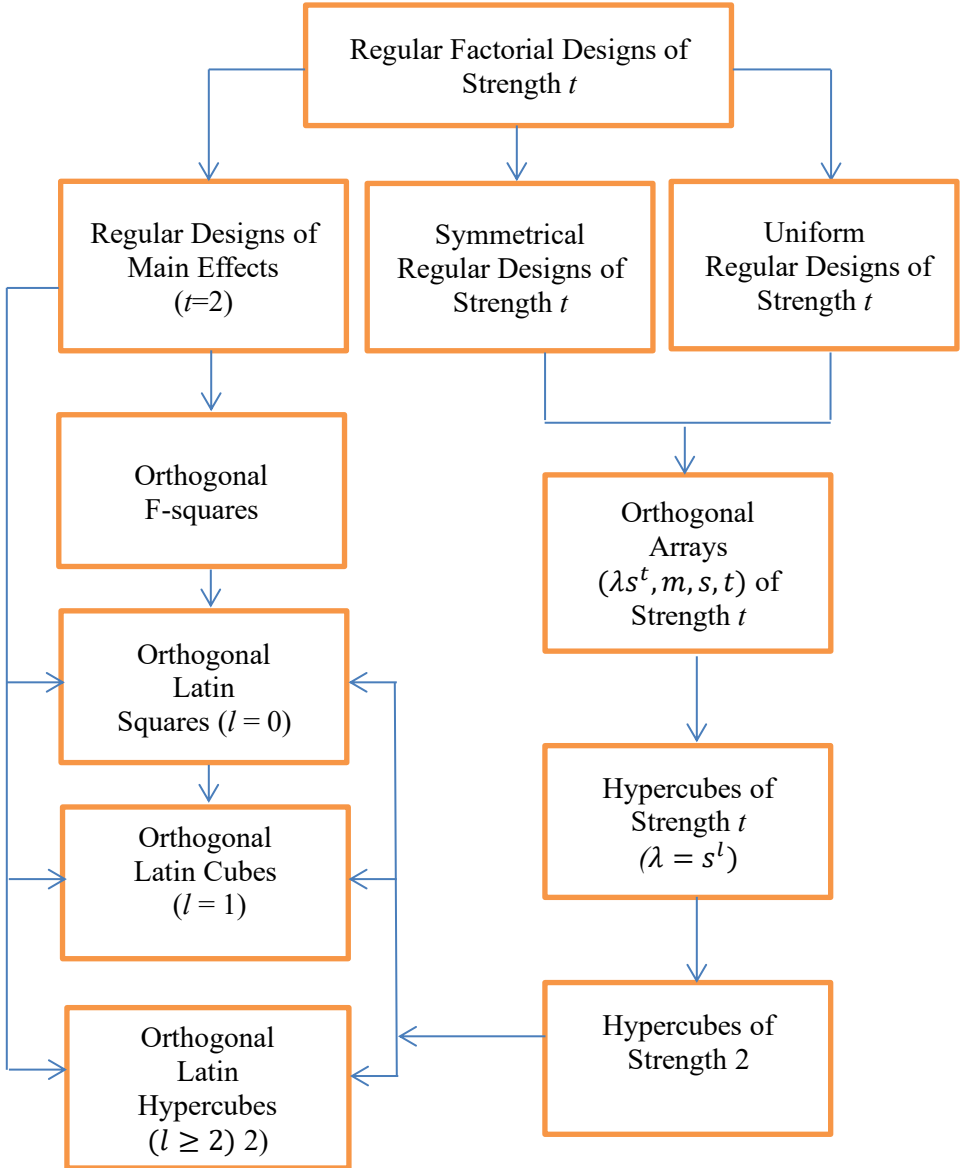 Regular Factorial Designs of
Strength t
Regular Designs of
Main Effects
(t=2)
Symmetrical
Regular Designs of
Strength t
Uniform
Regular Designs of
Strength t
Orthogonal
F-squares
Orthogonal
Arrays
(λsᵗ, m, s, t) of
Strength t
Orthogonal
Latin
Squares (l = 0)
Hypercubes of
Strength t
(λ = sˡ)
Orthogonal
Latin Cubes
(l = 1)
Orthogonal
Latin
Hypercubes
(l ≥ 2) 2)
Hypercubes of
Strength 2